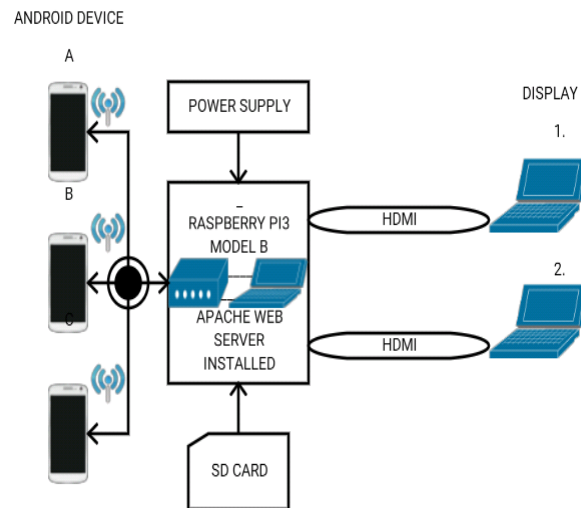 ANDROID DEVICE
A
B
C
POWER SUPPLY
–
RASPBERRY PI3
MODEL B
APACHE WEB
SERVER
INSTALLED
SD CARD
HDMI
HDMI
DISPLAY
1.
2.